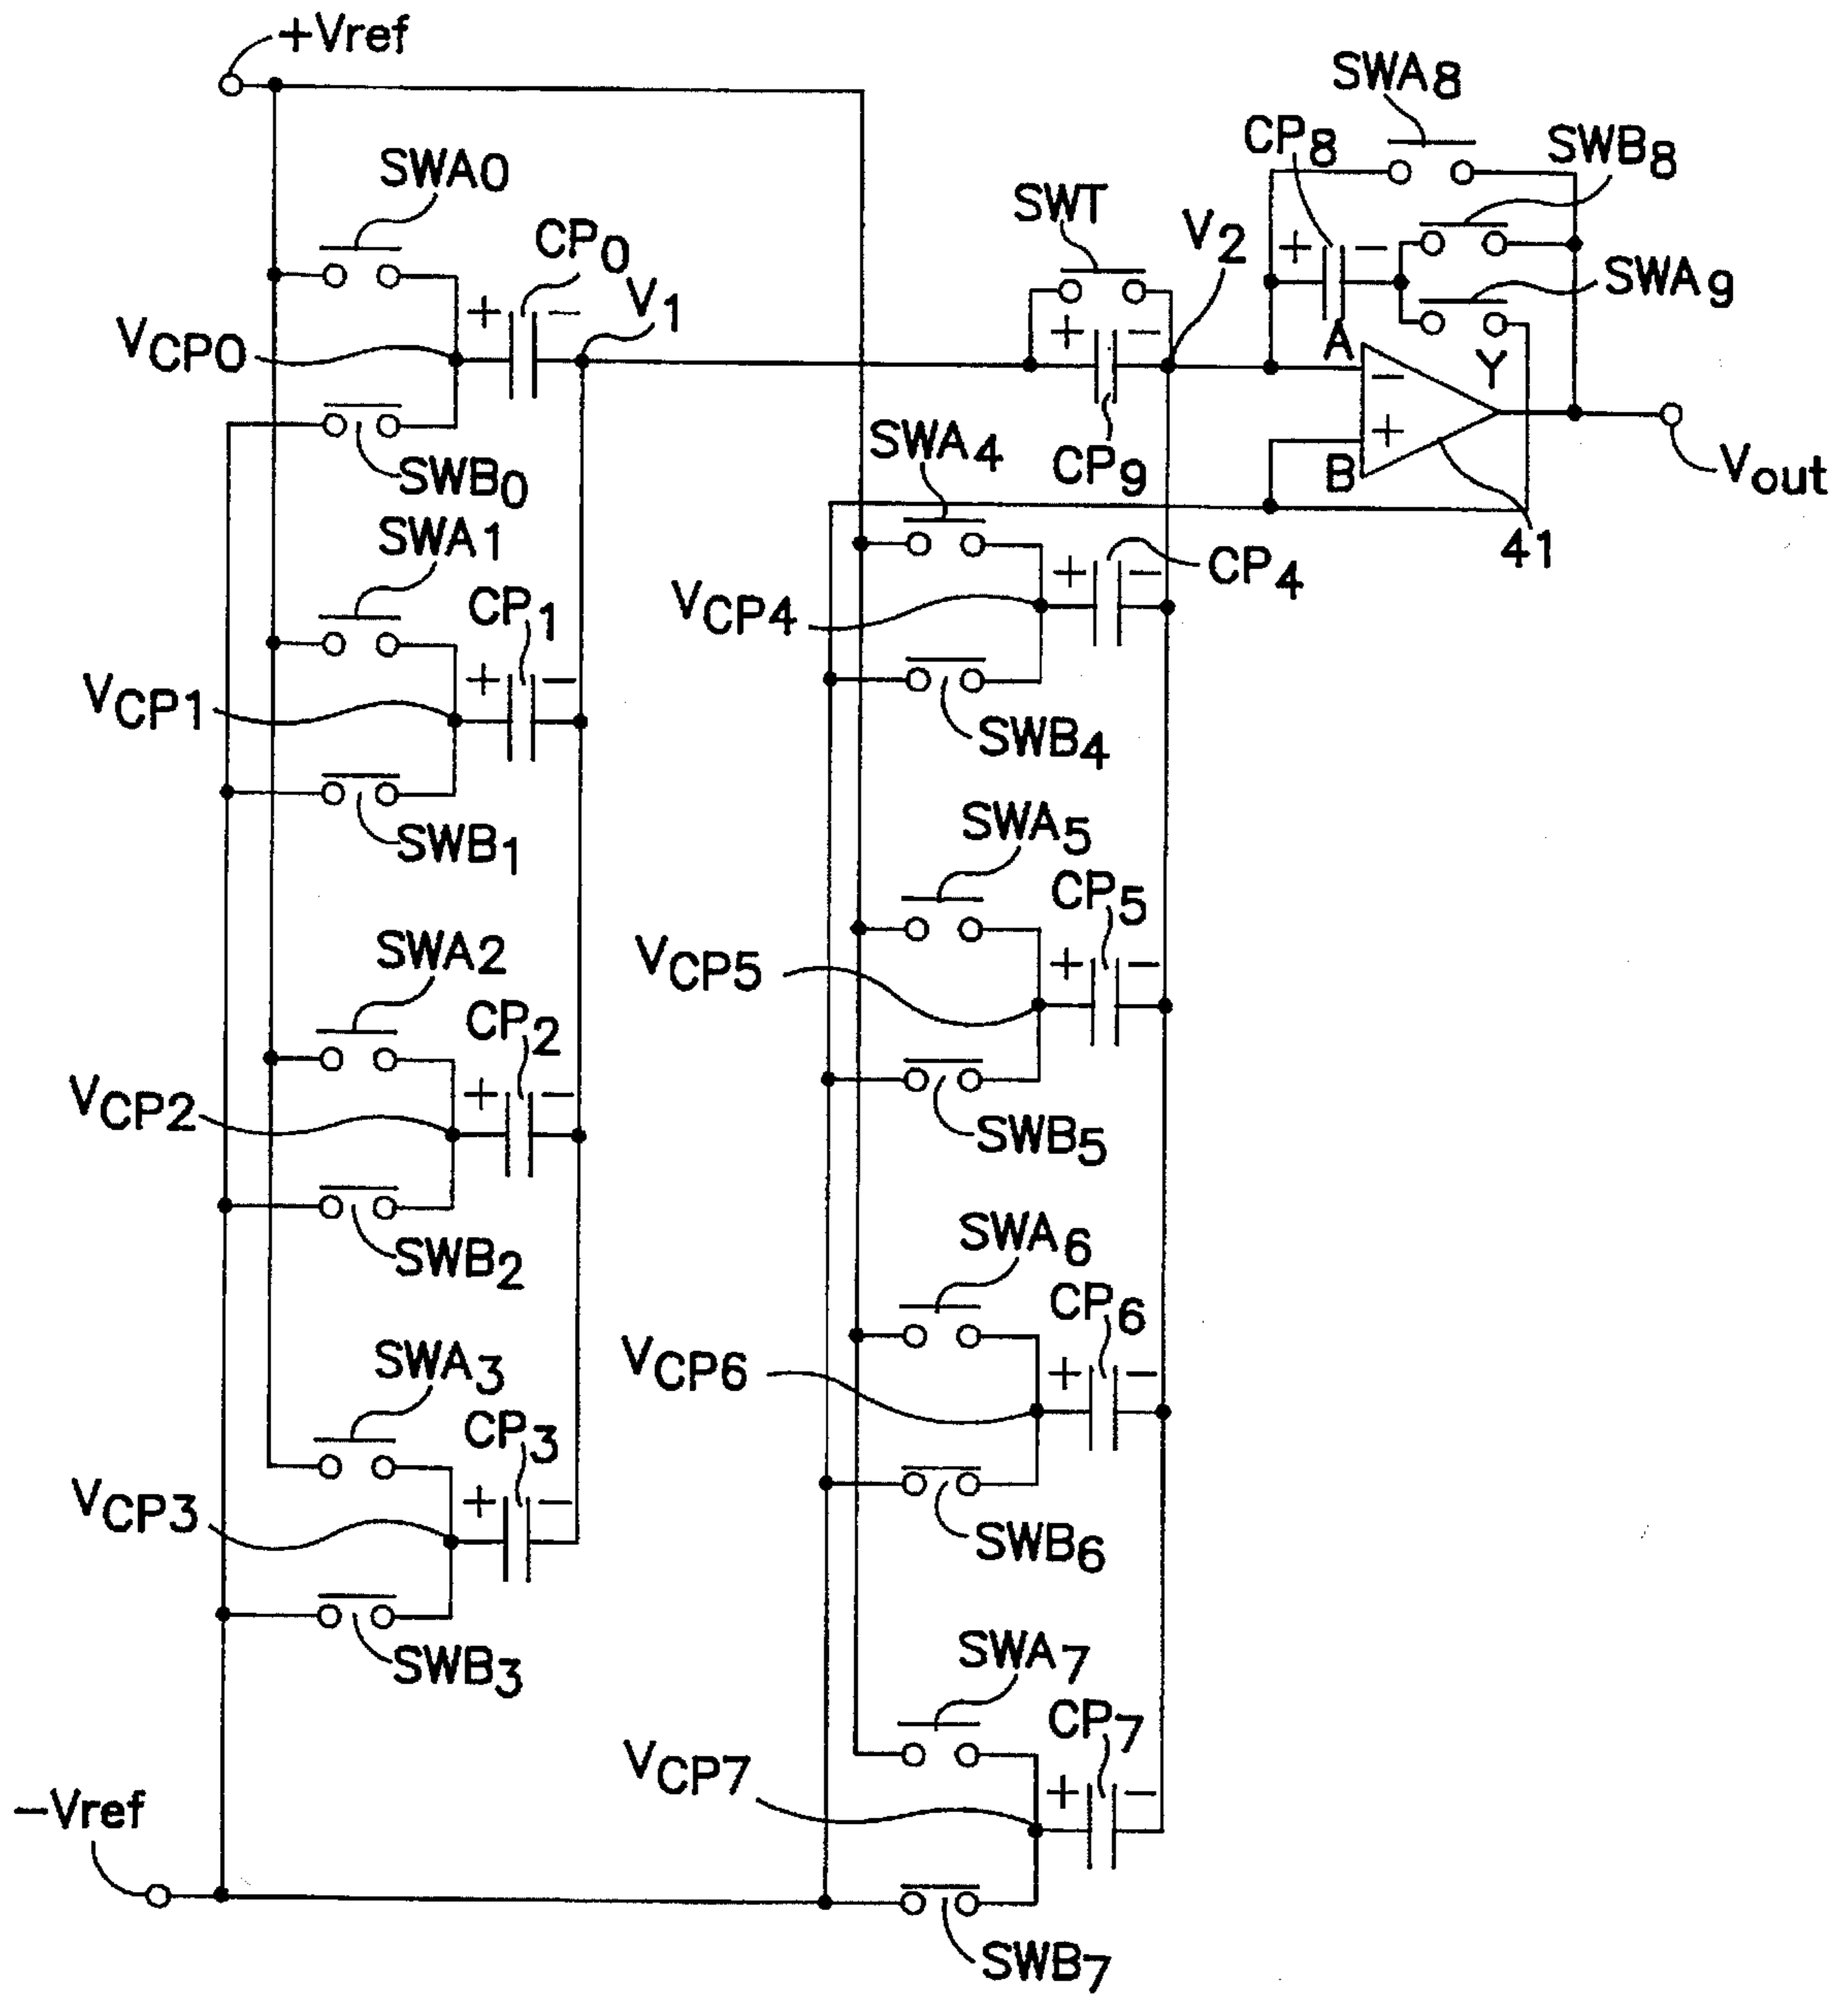 +Vref
SWA8
CP8
SWB8
SWA0
SWT
V2
CP0
V1
+ −
SWA9
+ −
+ −
VCP0
A
Y
−
+
B
SWA4
CP9
Vout
SWB0
SWA1
41
+ −
CP4
CP1
VCP4
+ −
VCP1
SWB4
SWB1
SWA5
CP5
SWA2
VCP5
+ −
CP2
+ −
VCP2
SWB5
SWA6
SWB2
CP6
VCP6
SWA3
+ −
CP3
VCP3
+ −
SWB6
SWA7
SWB3
CP7
VCP7
+ −
−Vref
SWB7